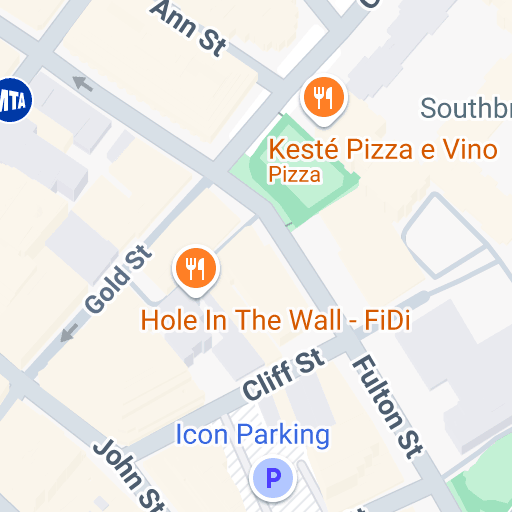 Ann St
MTA
Southb
Kesté Pizza e Vino
Pizza
Gold St
Hole In The Wall - FiDi
Cliff St
Fulton St
Icon Parking
P
John St